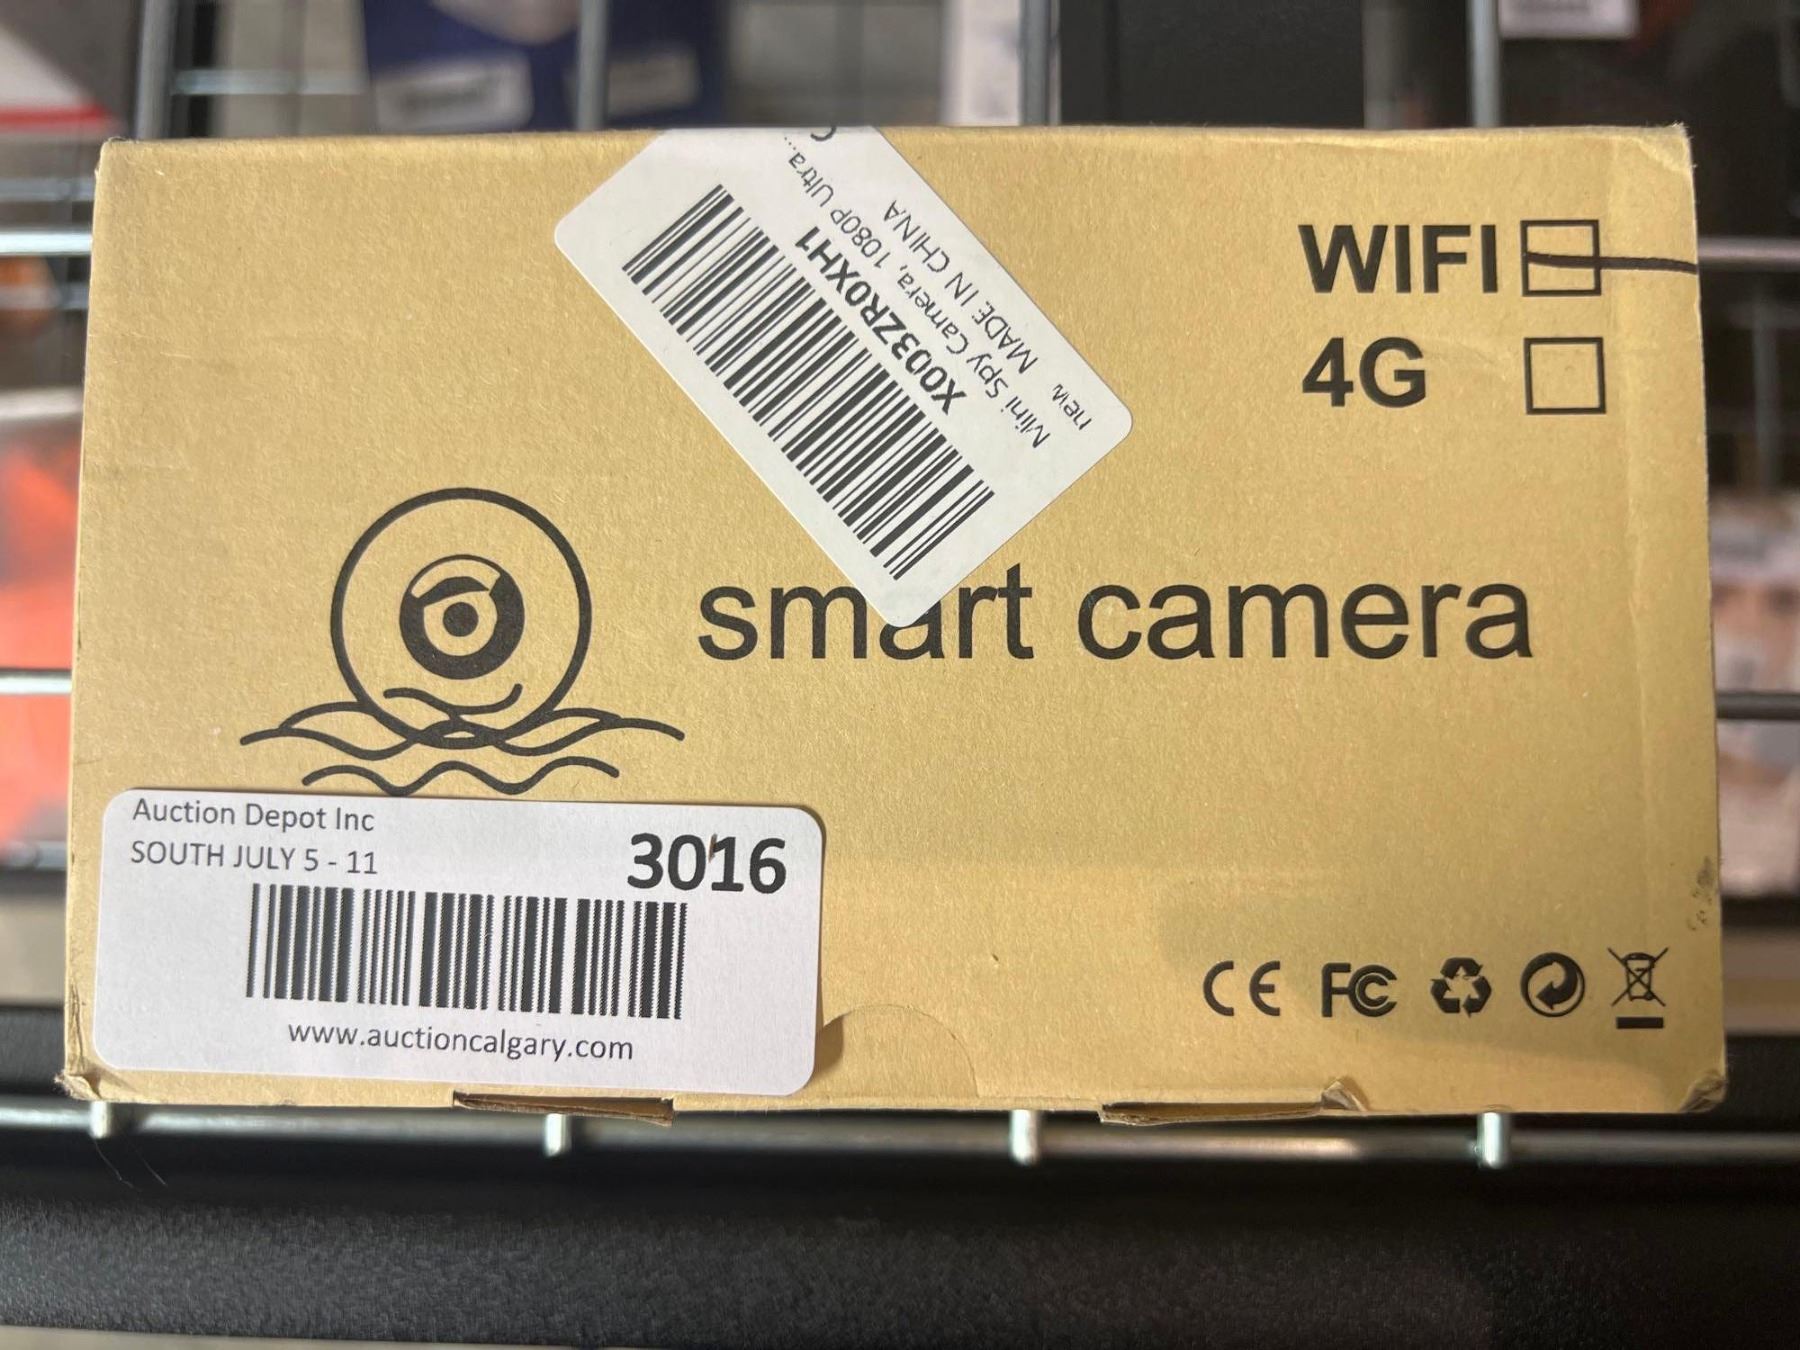 X003ZR0XH1
Mini Spy Camera, 1080P Ultra...
new,
MADE IN CHINA
WIFI
4G
smart camera
Auction Depot Inc
SOUTH JULY 5 - 11
3016
www.auctioncalgary.com
CE FC